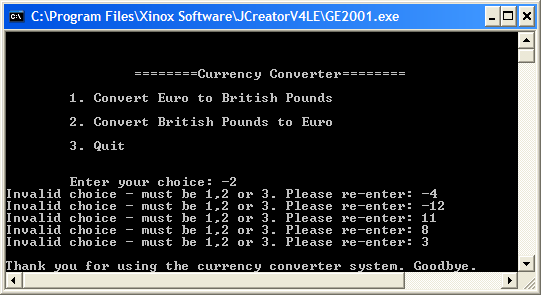 C:\Program Files\Xinox Software\JCreatorV4LE\GE2001.exe
========Currency Converter========
1. Convert Euro to British Pounds
2. Convert British Pounds to Euro
3. Quit
Enter your choice: -2
Invalid choice - must be 1,2 or 3. Please re-enter: -4
Invalid choice - must be 1,2 or 3. Please re-enter: -12
Invalid choice - must be 1,2 or 3. Please re-enter: 11
Invalid choice - must be 1,2 or 3. Please re-enter: 8
Invalid choice - must be 1,2 or 3. Please re-enter: 3
Thank you for using the currency converter system. Goodbye.